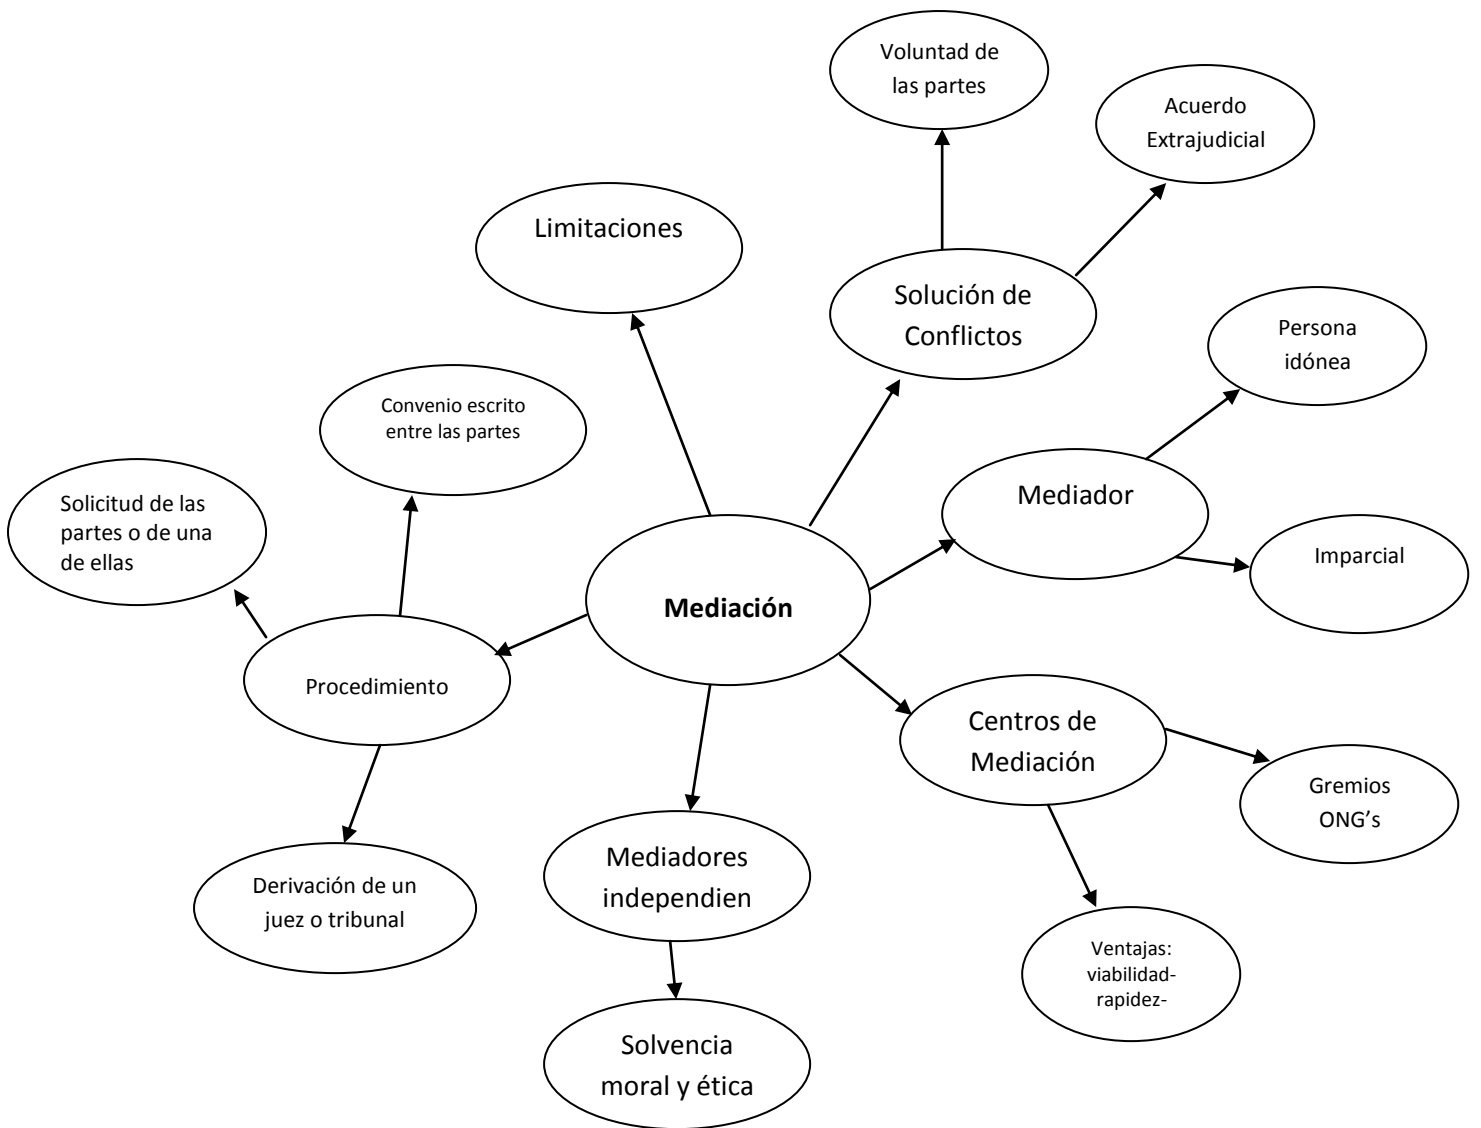 Voluntad de
las partes
Acuerdo
Extrajudicial
Limitaciones
Solución de
Conflictos
Persona
idónea
Convenio escrito
entre las partes
Solicitud de las
partes o de una
de ellas
Mediador
Imparcial
Mediación
Procedimiento
Centros de
Mediación
Gremios
ONG's
Mediadores
independien
Derivación de un
juez o tribunal
Ventajas:
viabilidad-
rapidez-
Solvencia
moral y ética